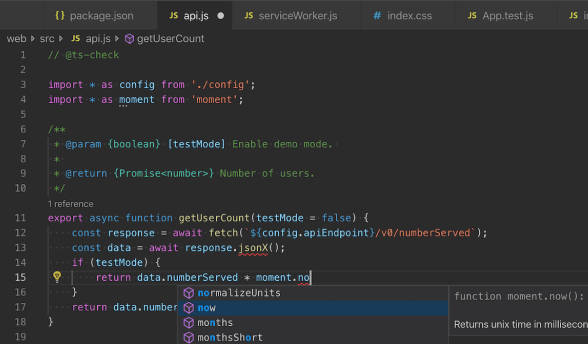 {} package.json
JS api.js
JS serviceWorker.js
# index.css
JS App.test.js
JS
web src JS api.js getUserCount
1 // @ts-check
2
3 import * as config from './config';
4 import * as moment from 'moment';
5
6 /**
7 * @param {boolean} [testMode] Enable demo mode.
8 *
9 * @return {Promise<number>} Number of users.
10 */
1 reference
11 export async function getUserCount(testMode = false) {
12 const response = await fetch(`${config.apiEndpoint}/v0/numberServed`);
13 const data = await response.jsonX();
14 if (testMode) {
15 return data.numberServed * moment.no
16 }
17 return data.number
18 }
19
normalizeUnits
now
months
monthsShort
function moment.now():
Returns unix time in millisecon